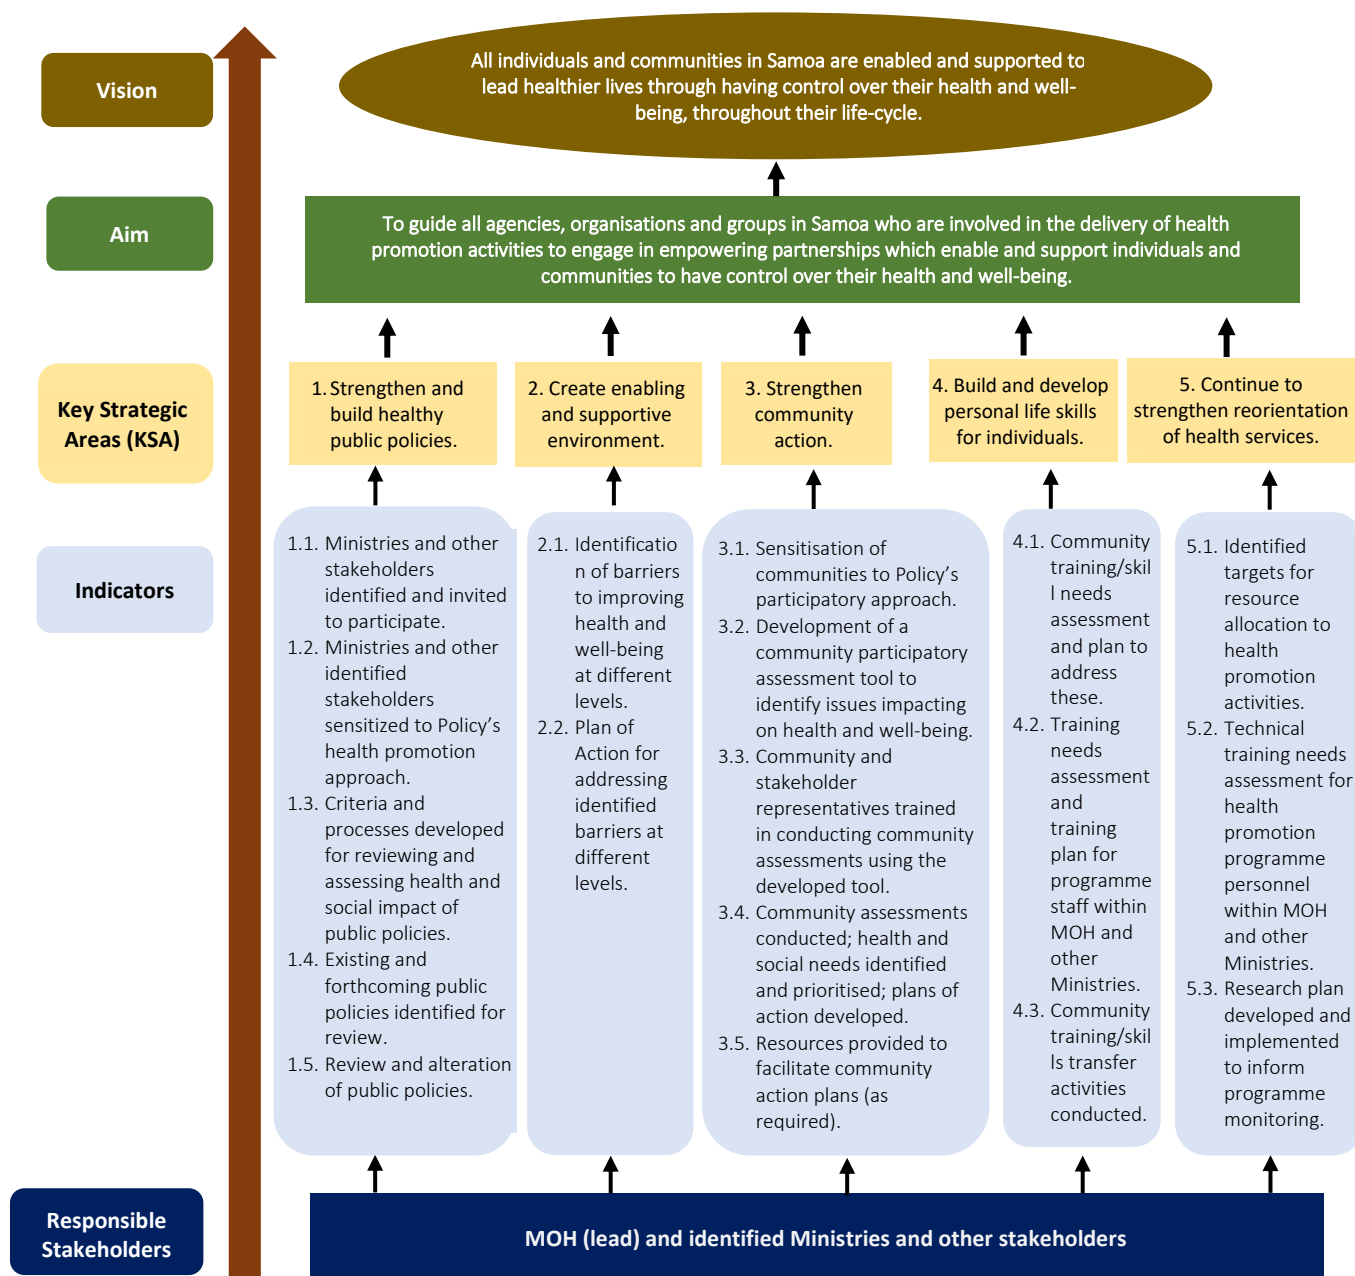 Vision
All individuals and communities in Samoa are enabled and supported to
lead healthier lives through having control over their health and well-
being, throughout their life-cycle.
Aim
To guide all agencies, organisations and groups in Samoa who are involved in the delivery of health
promotion activities to engage in empowering partnerships which enable and support individuals and
communities to have control over their health and well-being.
Key Strategic
Areas (KSA)
1. Strengthen and
build healthy
public policies.
2. Create enabling
and supportive
environment.
3. Strengthen
community
action.
4. Build and develop
personal life skills
for individuals.
5. Continue to
strengthen reorientation
of health services.
Indicators
1.1. Ministries and other
stakeholders
identified and invited
to participate.
1.2. Ministries and other
identified
stakeholders
sensitized to Policy's
health promotion
approach.
1.3. Criteria and
processes developed
for reviewing and
assessing health and
social impact of
public policies.
1.4. Existing and
forthcoming public
policies identified for
review.
1.5. Review and alteration
of public policies.
2.1. Identificatio
n of barriers
to improving
health and
well-being
at different
levels.
2.2. Plan of
Action for
addressing
identified
barriers at
different
levels.
3.1. Sensitisation of
communities to Policy's
participatory approach.
3.2. Development of a
community participatory
assessment tool to
identify issues impacting
on health and well-being.
3.3. Community and
stakeholder
representatives trained
in conducting community
assessments using the
developed tool.
3.4. Community assessments
conducted; health and
social needs identified
and prioritised; plans of
action developed.
3.5. Resources provided to
facilitate community
action plans (as
required).
4.1. Community
training/skil
l needs
assessment
and plan to
address
these.
4.2. Training
needs
assessment
and
training
plan for
programme
staff within
MOH and
other
Ministries.
4.3. Community
training/skil
ls transfer
activities
conducted.
5.1. Identified
targets for
resource
allocation to
health
promotion
activities.
5.2. Technical
training needs
assessment for
health
promotion
programme
personnel
within MOH
and other
Ministries.
5.3. Research plan
developed and
implemented
to inform
programme
monitoring.
Responsible
Stakeholders
MOH (lead) and identified Ministries and other stakeholders